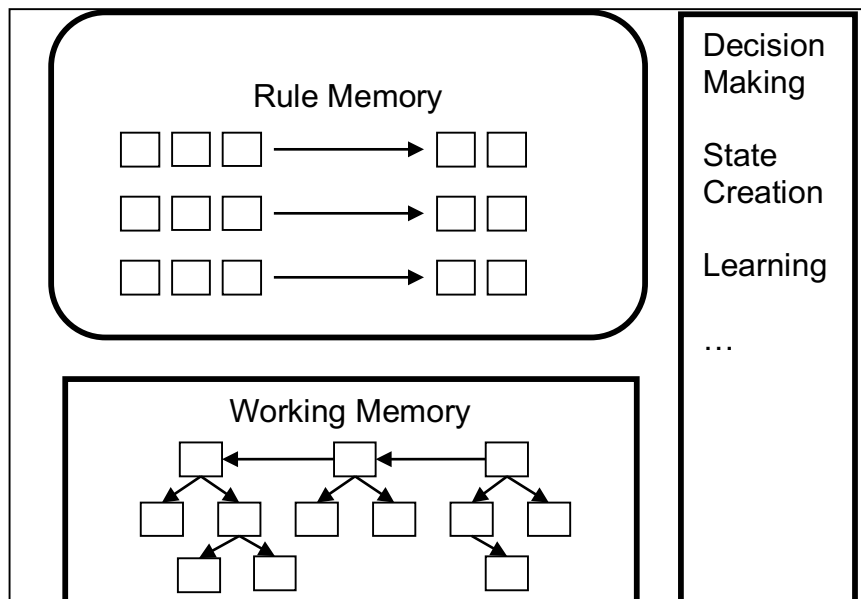 Rule Memory
Working Memory
Decision
Making
State
Creation
Learning
…